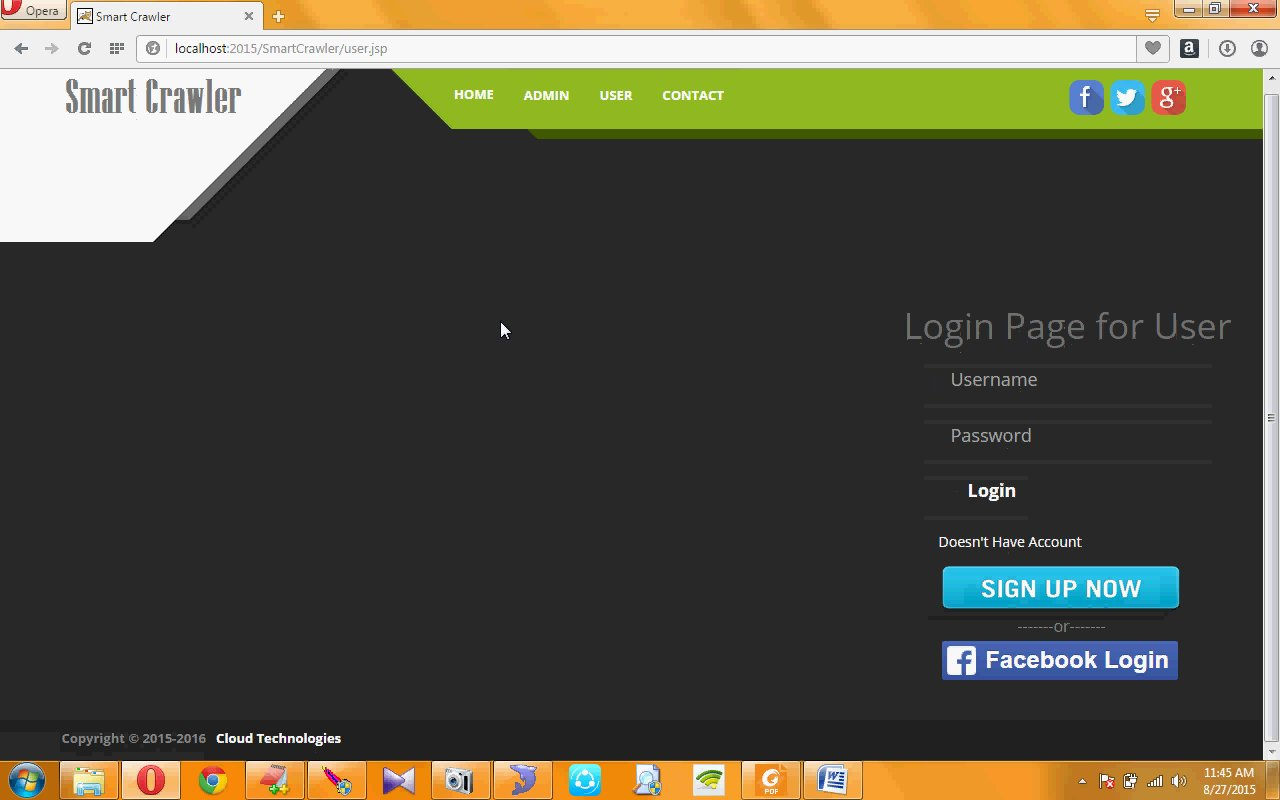 Opera
Smart Crawler
localhost:2015/SmartCrawler/user.jsp
Smart Crawler
HOME ADMIN USER CONTACT
Login Page for User
Username
Password
Login
Doesn't Have Account
SIGN UP NOW
-------or-------
Facebook Login
Copyright © 2015-2016 Cloud Technologies
PDF
11:45 AM
8/27/2015